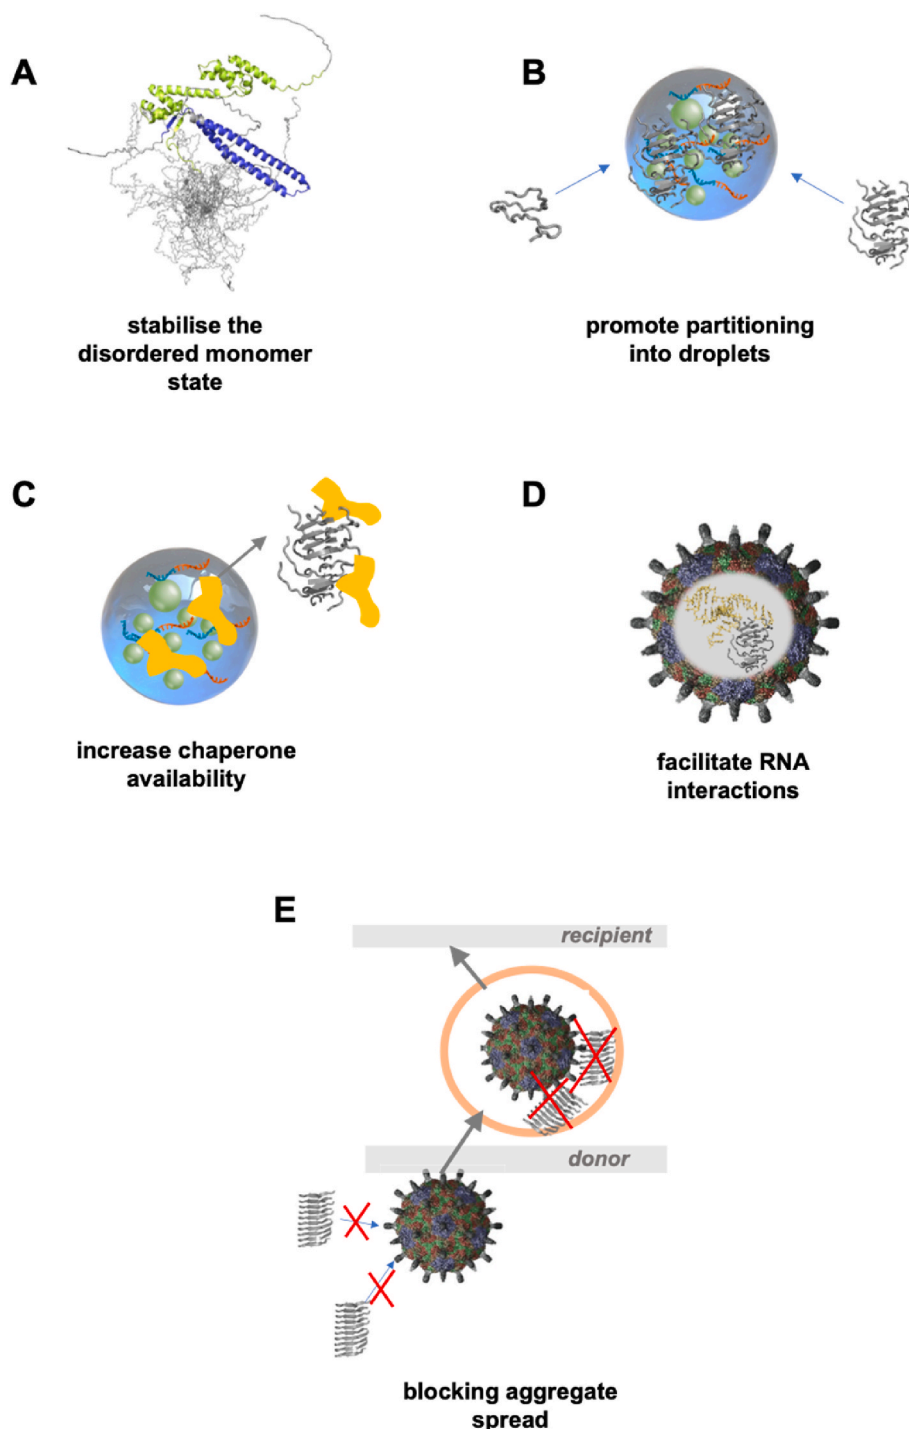 A
stabilise the
disordered monomer
state
B
promote partitioning
into droplets
C
increase chaperone
availability
D
facilitate RNA
interactions
E
recipient
donor
blocking aggregate
spread